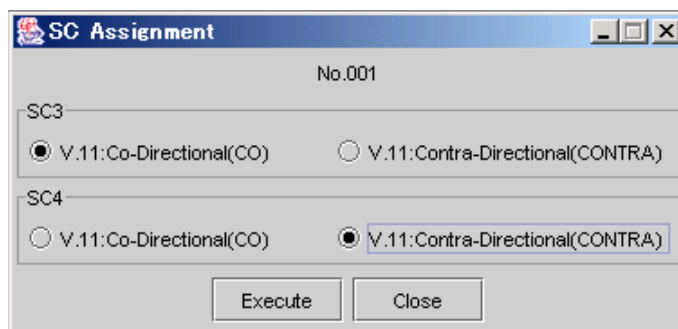 SC Assignment
No.001
SC3
V.11:Co-Directional(CO) V.11:Contra-Directional(CONTRA)
SC4
V.11:Co-Directional(CO) V.11:Contra-Directional(CONTRA)
Execute Close